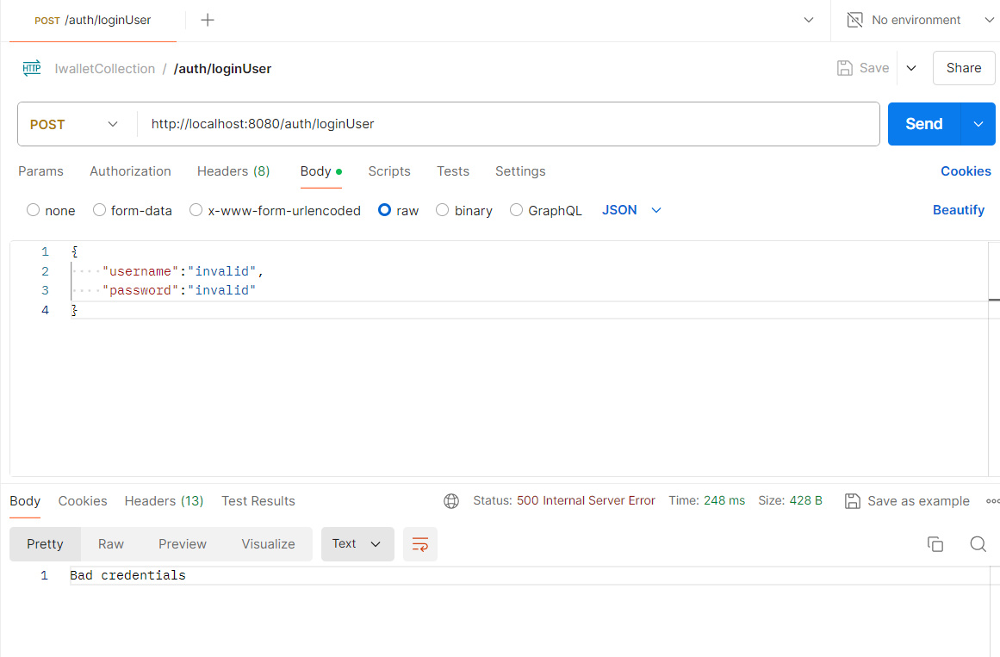 POST /auth/loginUser
No environment
HTTP IwalletCollection / /auth/loginUser
Save
Share
POST
http://localhost:8080/auth/loginUser
Send
Params Authorization Headers (8) Body Scripts Tests Settings Cookies
none form-data x-www-form-urlencoded raw binary GraphQL JSON Beautify
1 {
2 "username":"invalid",
3 "password":"invalid"
4 }
Body Cookies Headers (13) Test Results Status: 500 Internal Server Error Time: 248 ms Size: 428 B Save as example
Pretty Raw Preview Visualize Text
1 Bad credentials